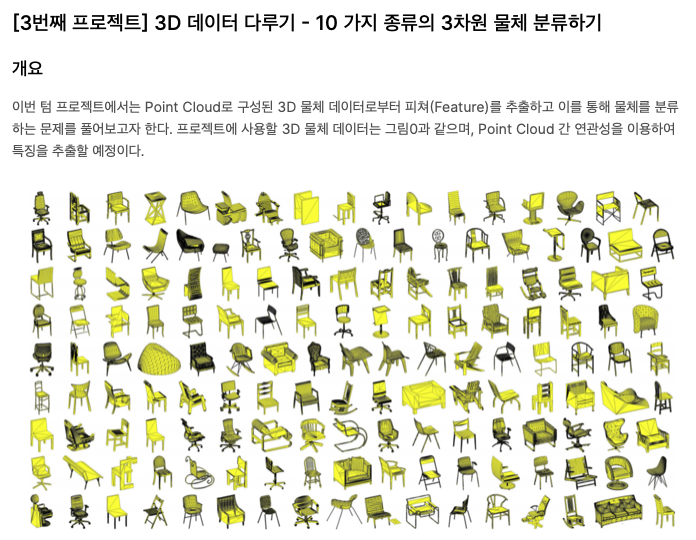 [3번째 프로젝트] 3D 데이터 다루기 - 10 가지 종류의 3차원 물체 분류하기
개요
이번 텀 프로젝트에서는 Point Cloud로 구성된 3D 물체 데이터로부터 피쳐(Feature)를 추출하고 이를 통해 물체를 분류
하는 문제를 풀어보고자 한다. 프로젝트에 사용할 3D 물체 데이터는 그림0과 같으며, Point Cloud 간 연관성을 이용하여
특징을 추출할 예정이다.